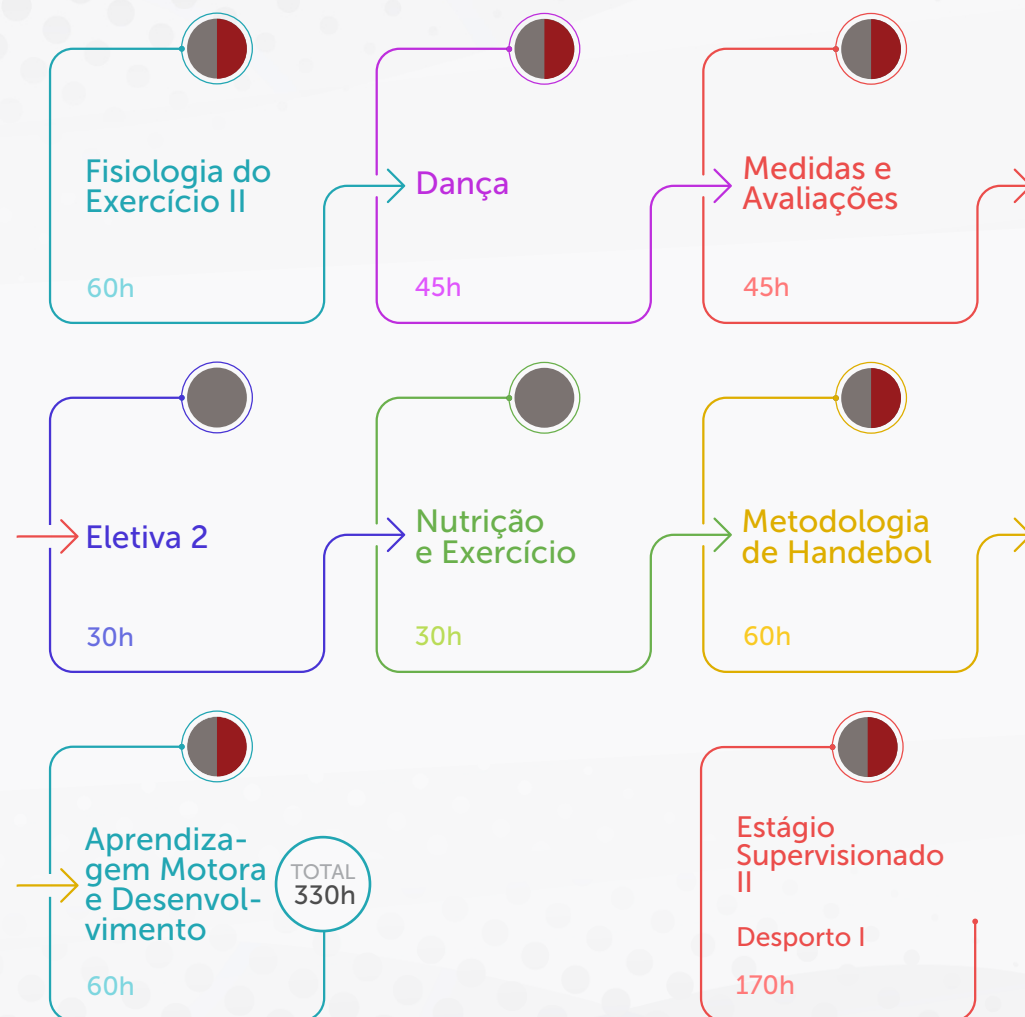 Fisiologia do
Exercício II
60h
Dança
45h
Medidas e
Avaliações
45h
Eletiva 2
30h
Nutrição
e Exercício
30h
Metodologia
de Handebol
60h
Aprendiza-
gem Motora
e Desenvol-
vimento
60h
TOTAL
330h
Estágio
Supervisionado
II
Desporto I
170h